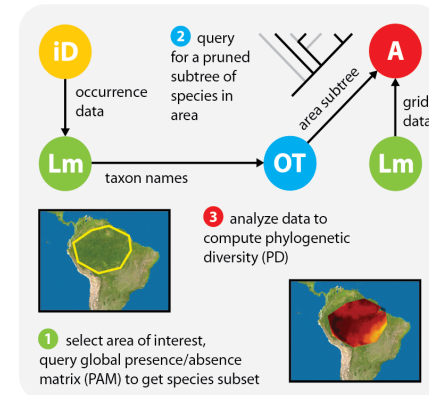 iD
2 query
for a pruned
subtree of
species in
area
A
occurrence
data
area subtree
grid
data
Lm
taxon names
OT
Lm
3 analyze data to
compute phylogenetic
diversity (PD)
1 select area of interest,
query global presence/absence
matrix (PAM) to get species subset